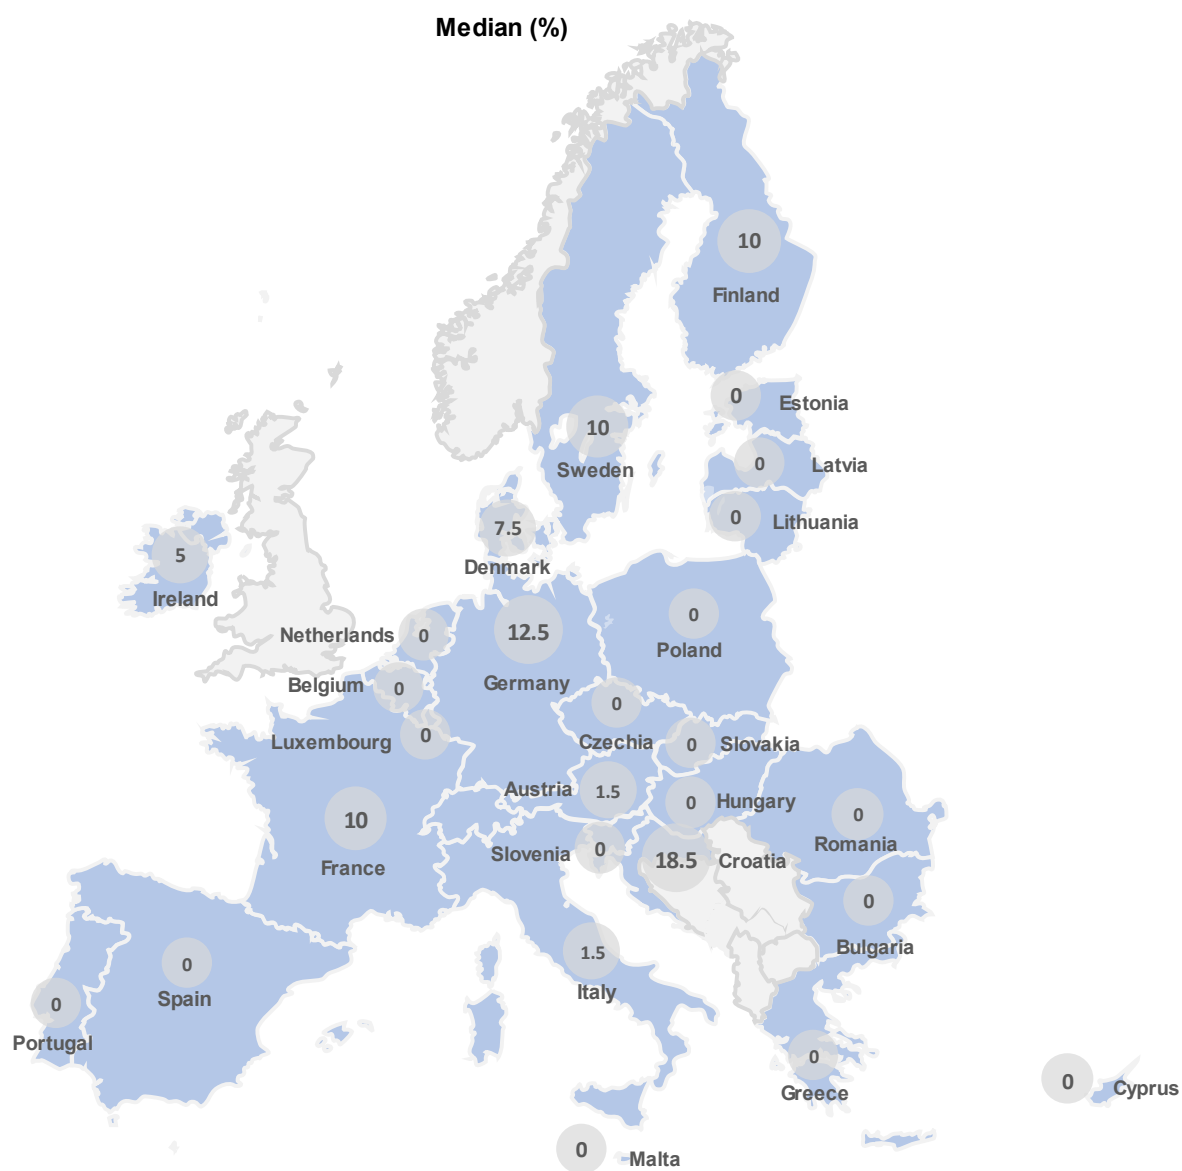 Median (%)
10
Finland
0
Estonia
10
Sweden
0
Latvia
0
Lithuania
7.5
Denmark
5
Ireland
0
Poland
Netherlands
0
12.5
Germany
Belgium
0
0
Czechia
Luxembourg
0
0
Slovakia
Austria
1.5
0
Hungary
10
France
0
Romania
Slovenia
0
18.5
Croatia
0
Bulgaria
1.5
Italy
0
Spain
0
Portugal
0
Greece
0
Cyprus
0
Malta